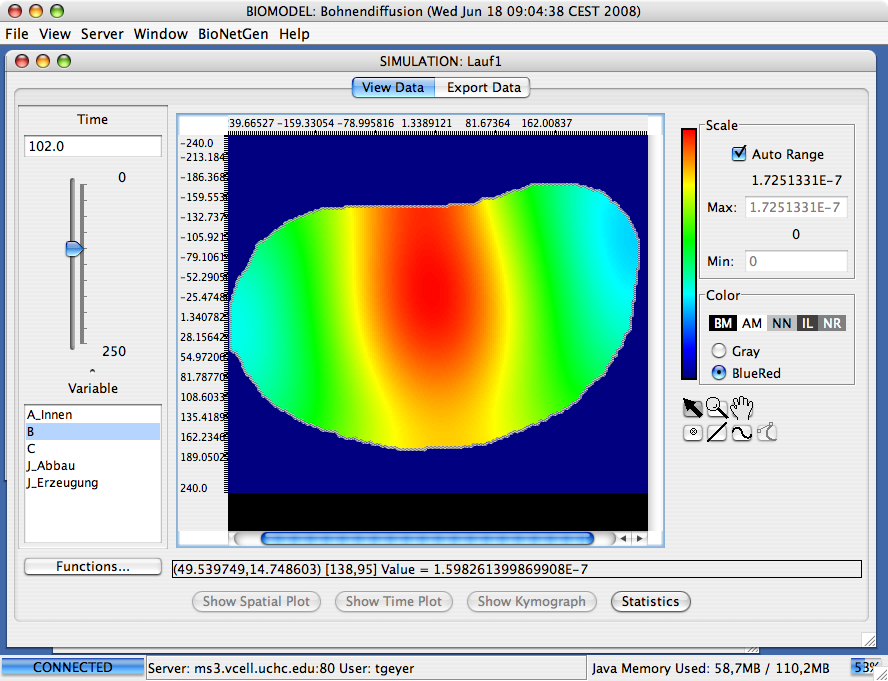 BIOMODEL: Bohnendiffusion (Wed Jun 18 09:04:38 CEST 2008)
File View Server Window BioNetGen Help
SIMULATION: Lauf1
View Data Export Data
Time
102.0
0
250
Variable
A_Innen
B
C
J_Abbau
J_Erzeugung
Functions...
39.66527 -159.33054 -78.995816 1.3389121 81.67364 162.00837
-240.0
-213.184
-186.368
-159.553
-132.737
-105.921
-79.1061
-52.2905
-25.4748
1.340782
28.15642
54.97206
81.78770
108.6033
135.4189
162.2346
189.0502
240.0
Scale
Auto Range
1.7251331E-7
Max: 1.7251331E-7
0
Min: 0
Color
BM AM NN IL NR
Gray
BlueRed
(49.539749,14.748603) [138,95] Value = 1.598261399869908E-7
Show Spatial Plot Show Time Plot Show Kymograph Statistics
CONNECTED Server: ms3.vcell.uchc.edu:80 User: tgeyer Java Memory Used: 58,7MB / 110,2MB 53%